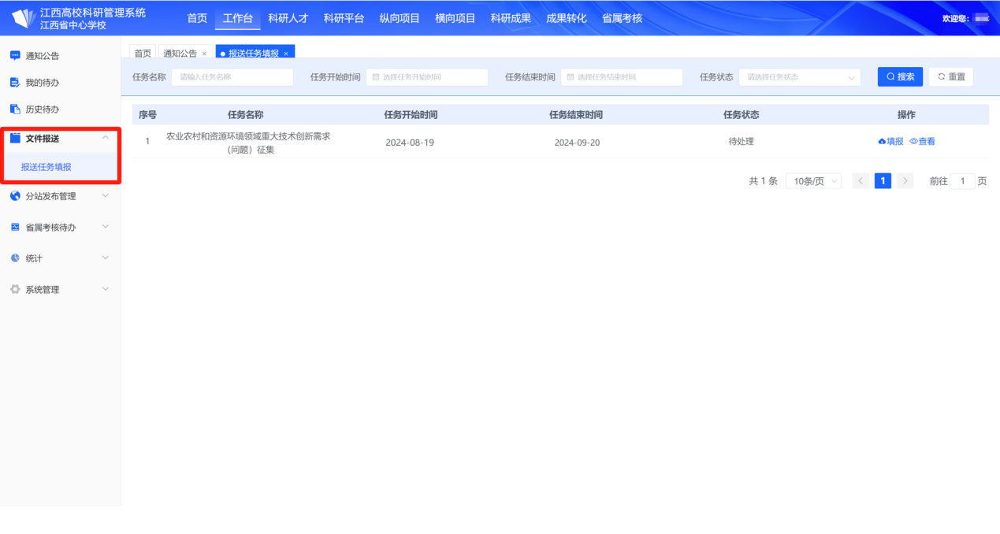 江西高校科研管理系统
江西省中心学校
首页 工作台 科研人才 科研平台 纵向项目 横向项目 科研成果 成果转化 省属考核
欢迎您:
通知公告
我的待办
历史待办
文件报送
报送任务填报
分站发布管理
省属考核待办
统计
系统管理
首页 通知公告 × 报送任务填报 ×
任务名称 请输入任务名称 任务开始时间 选择任务开始时间 任务结束时间 选择任务结束时间 任务状态 请选择任务状态 搜索 重置
序号 任务名称 任务开始时间 任务结束时间 任务状态 操作
1 农业农村和资源环境领域重大技术创新需求
（问题）征集 2024-08-19 2024-09-20 待处理 填报 查看
共 1 条 10条/页 < 1 > 前往 1 页